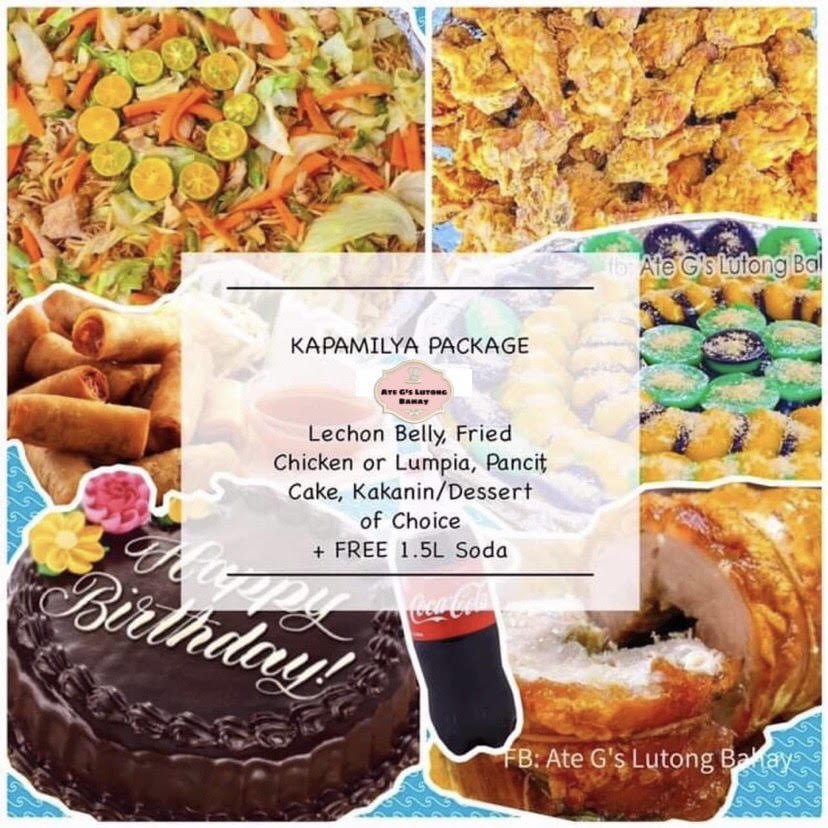 fb: Ate G's Lutong Ba
KAPAMILYA PACKAGE
ATE G'S LUTONG
BAHAY
Lechon Belly, Fried
Chicken or Lumpia, Pancit,
Cake, Kakanin/Dessert
of Choice
+ FREE 1.5L Soda
Happy
Birthday!
Coca-Cola
FB: Ate G's Lutong Bahay